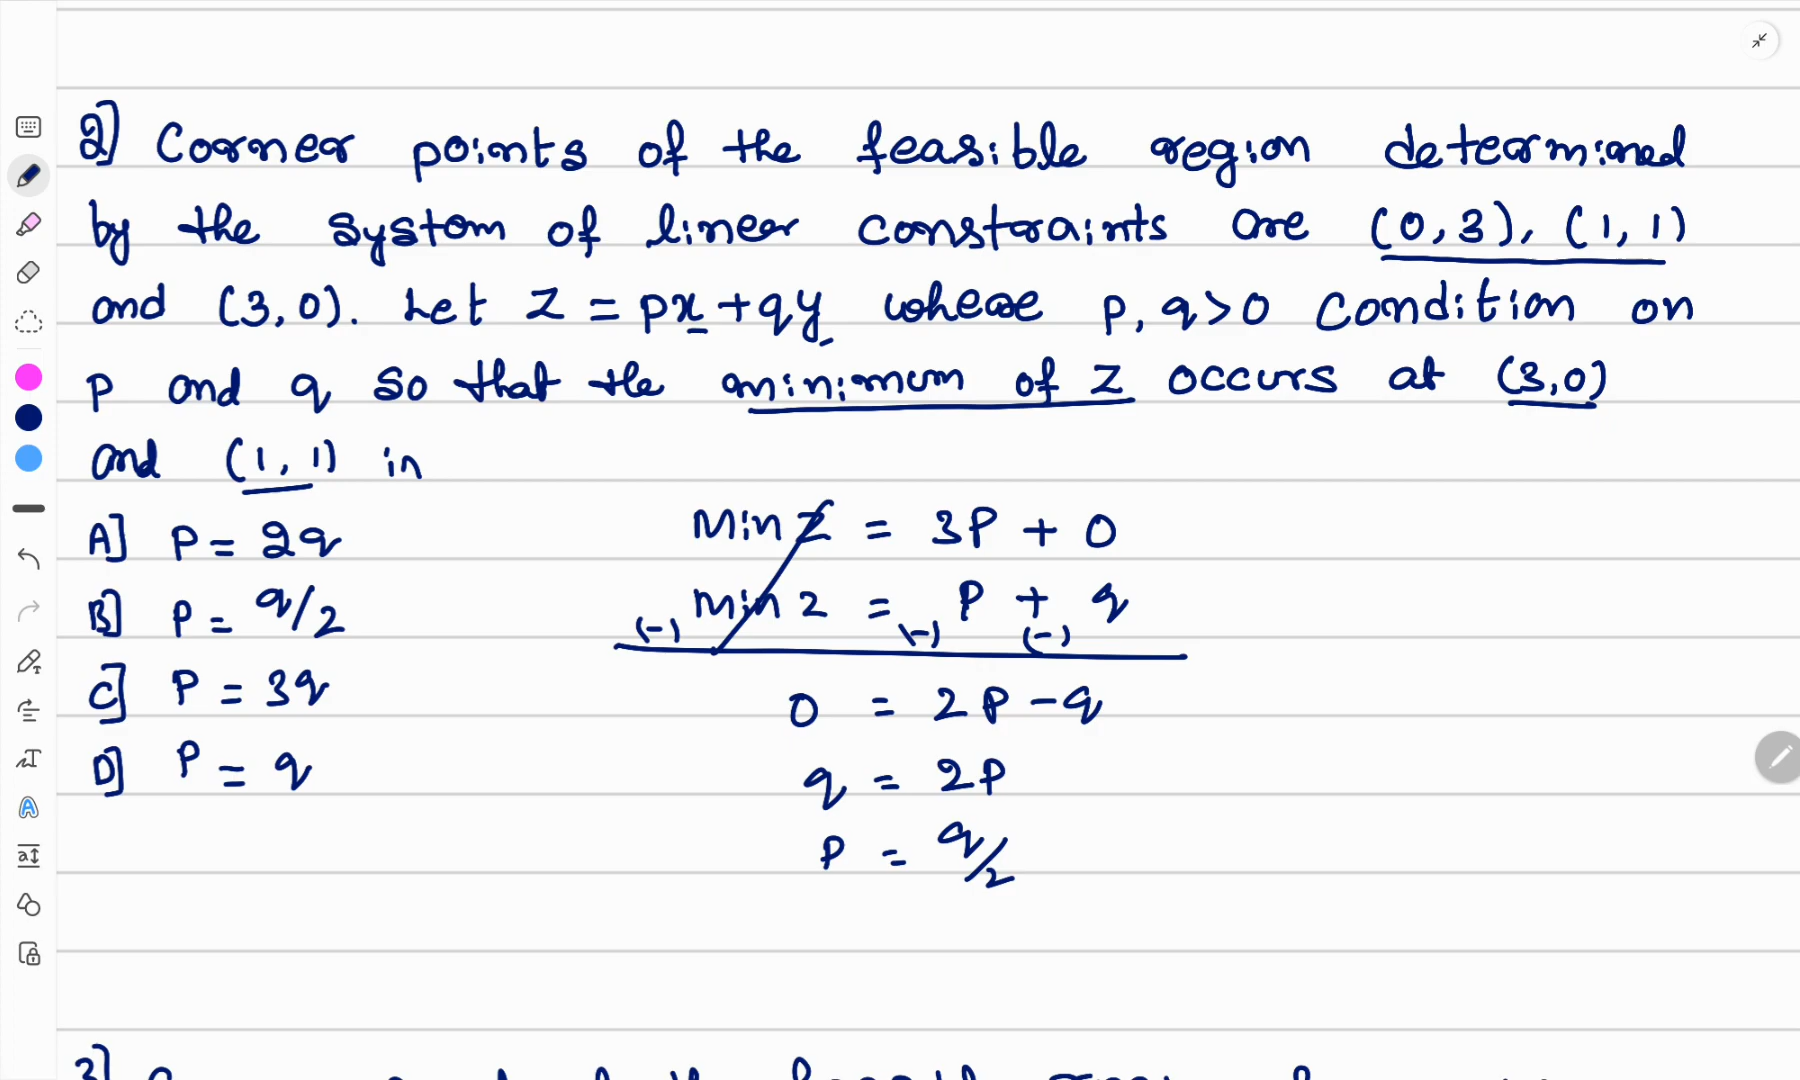 2] Corner points of the feasible region determined
by the system of linear constraints are (0,3), (1, 1)
and (3,0). Let Z = px+qy where p, q>0 condition on
p and q so that the minimum of Z occurs at (3,0)
and (1, 1) in
A] P = 2q
B] P = q/2
C] P = 3q
D] P = q
Min Z = 3P + 0
Min Z = P + q
(-) (-) (-)
0 = 2P - q
q = 2P
P = q/2
3]